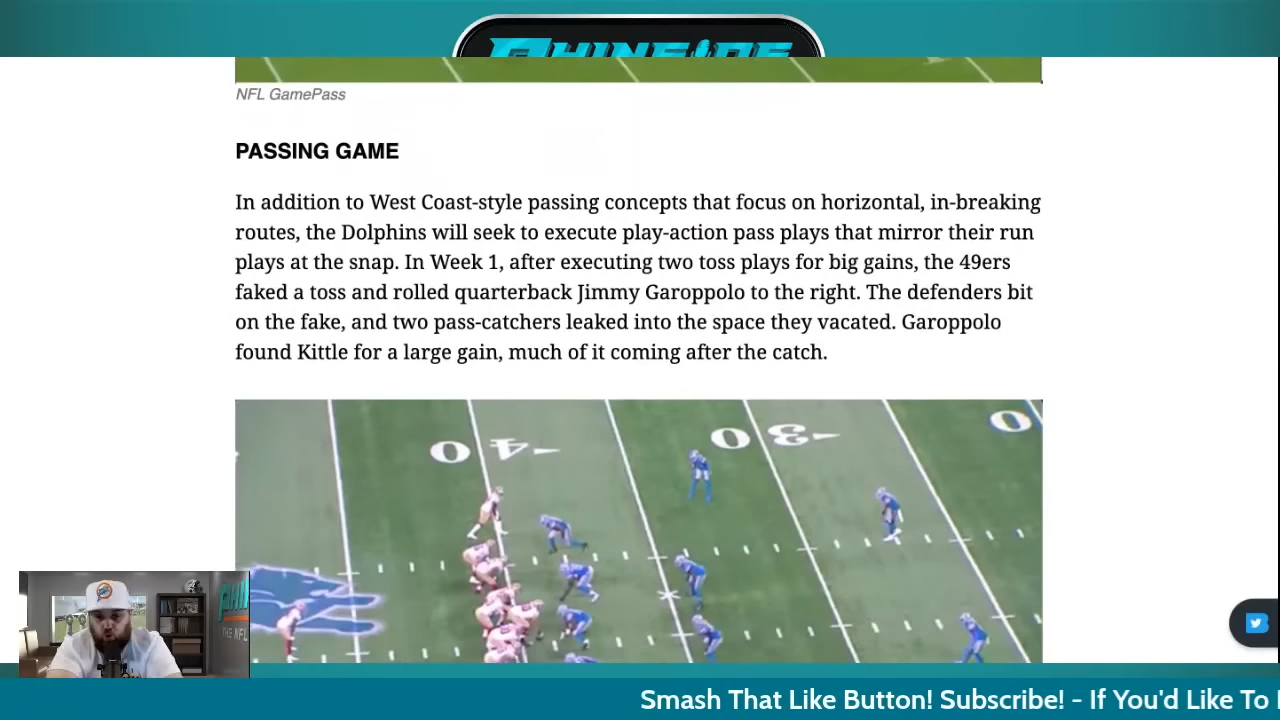 NFL GamePass
PASSING GAME
In addition to West Coast-style passing concepts that focus on horizontal, in-breaking
routes, the Dolphins will seek to execute play-action pass plays that mirror their run
plays at the snap. In Week 1, after executing two toss plays for big gains, the 49ers
faked a toss and rolled quarterback Jimmy Garoppolo to the right. The defenders bit
on the fake, and two pass-catchers leaked into the space they vacated. Garoppolo
found Kittle for a large gain, much of it coming after the catch.
40
30
0
THE NFL
Smash That Like Button! Subscribe! - If You'd Like To